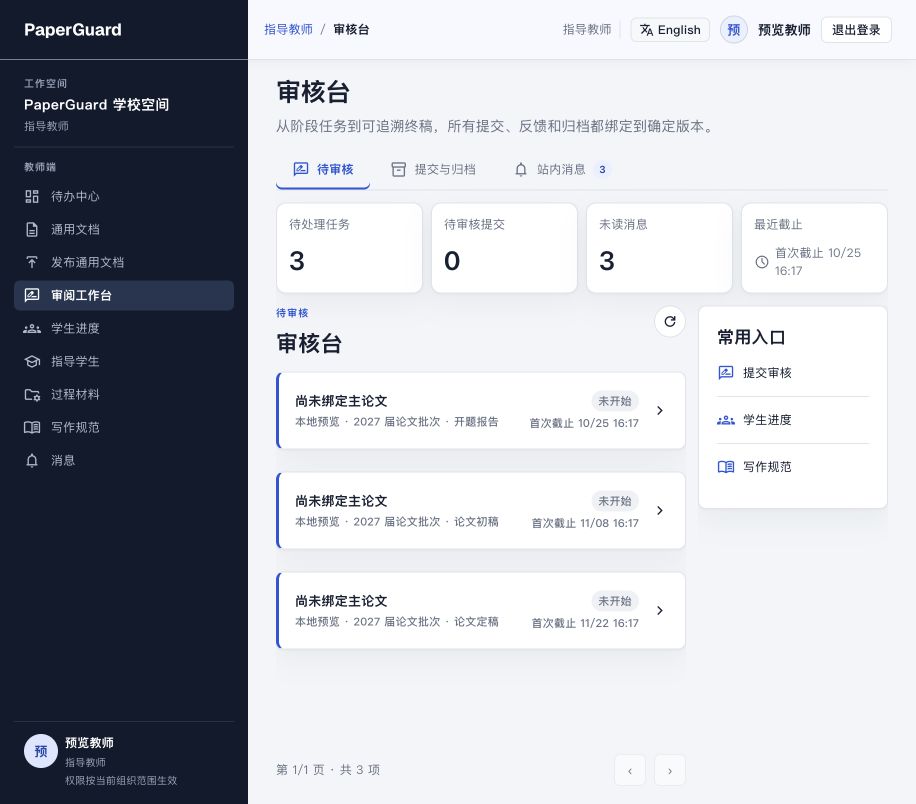 PaperGuard
工作空间
PaperGuard 学校空间
指导教师
教师端
待办中心
通用文档
发布通用文档
审阅工作台
学生进度
指导学生
过程材料
写作规范
消息
预
预览教师
指导教师
权限按当前组织范围生效
指导教师 / 审核台
指导教师
English
预
预览教师
退出登录
审核台
从阶段任务到可追溯终稿，所有提交、反馈和归档都绑定到确定版本。
待审核
提交与归档
站内消息 3
待处理任务
3
待审核提交
0
未读消息
3
最近截止
首次截止 10/25
16:17
待审核
审核台
尚未绑定主论文
未开始
本地预览 · 2027 届论文批次 · 开题报告
首次截止 10/25 16:17
尚未绑定主论文
未开始
本地预览 · 2027 届论文批次 · 论文初稿
首次截止 11/08 16:17
尚未绑定主论文
未开始
本地预览 · 2027 届论文批次 · 论文定稿
首次截止 11/22 16:17
常用入口
提交审核
学生进度
写作规范
第 1/1 页 · 共 3 项
‹
›